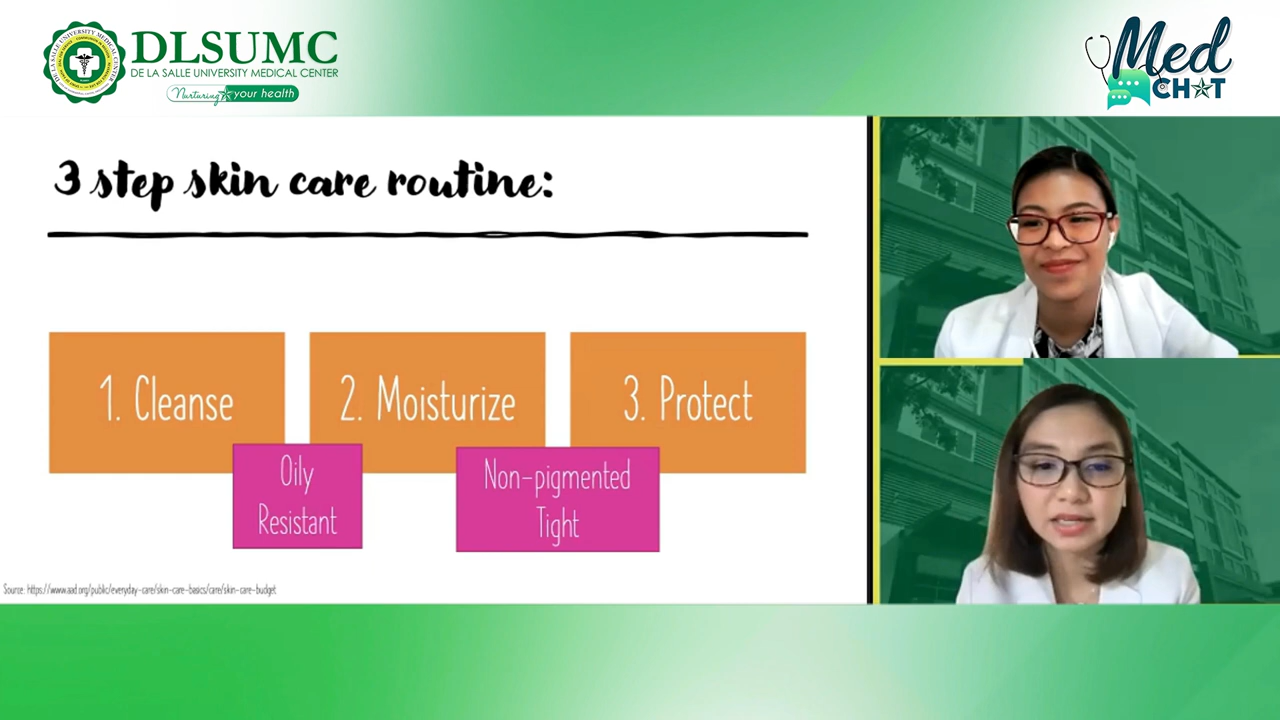 DLSUMC
DE LA SALLE UNIVERSITY MEDICAL CENTER
Nurturing your health
Med
CHAT
3 step skin care routine:
1. Cleanse
2. Moisturize
3. Protect
Oily
Resistant
Non-pigmented
Tight
Source: https://www.aad.org/public/everyday-care/skin-care-basics/care/skin-care-budget